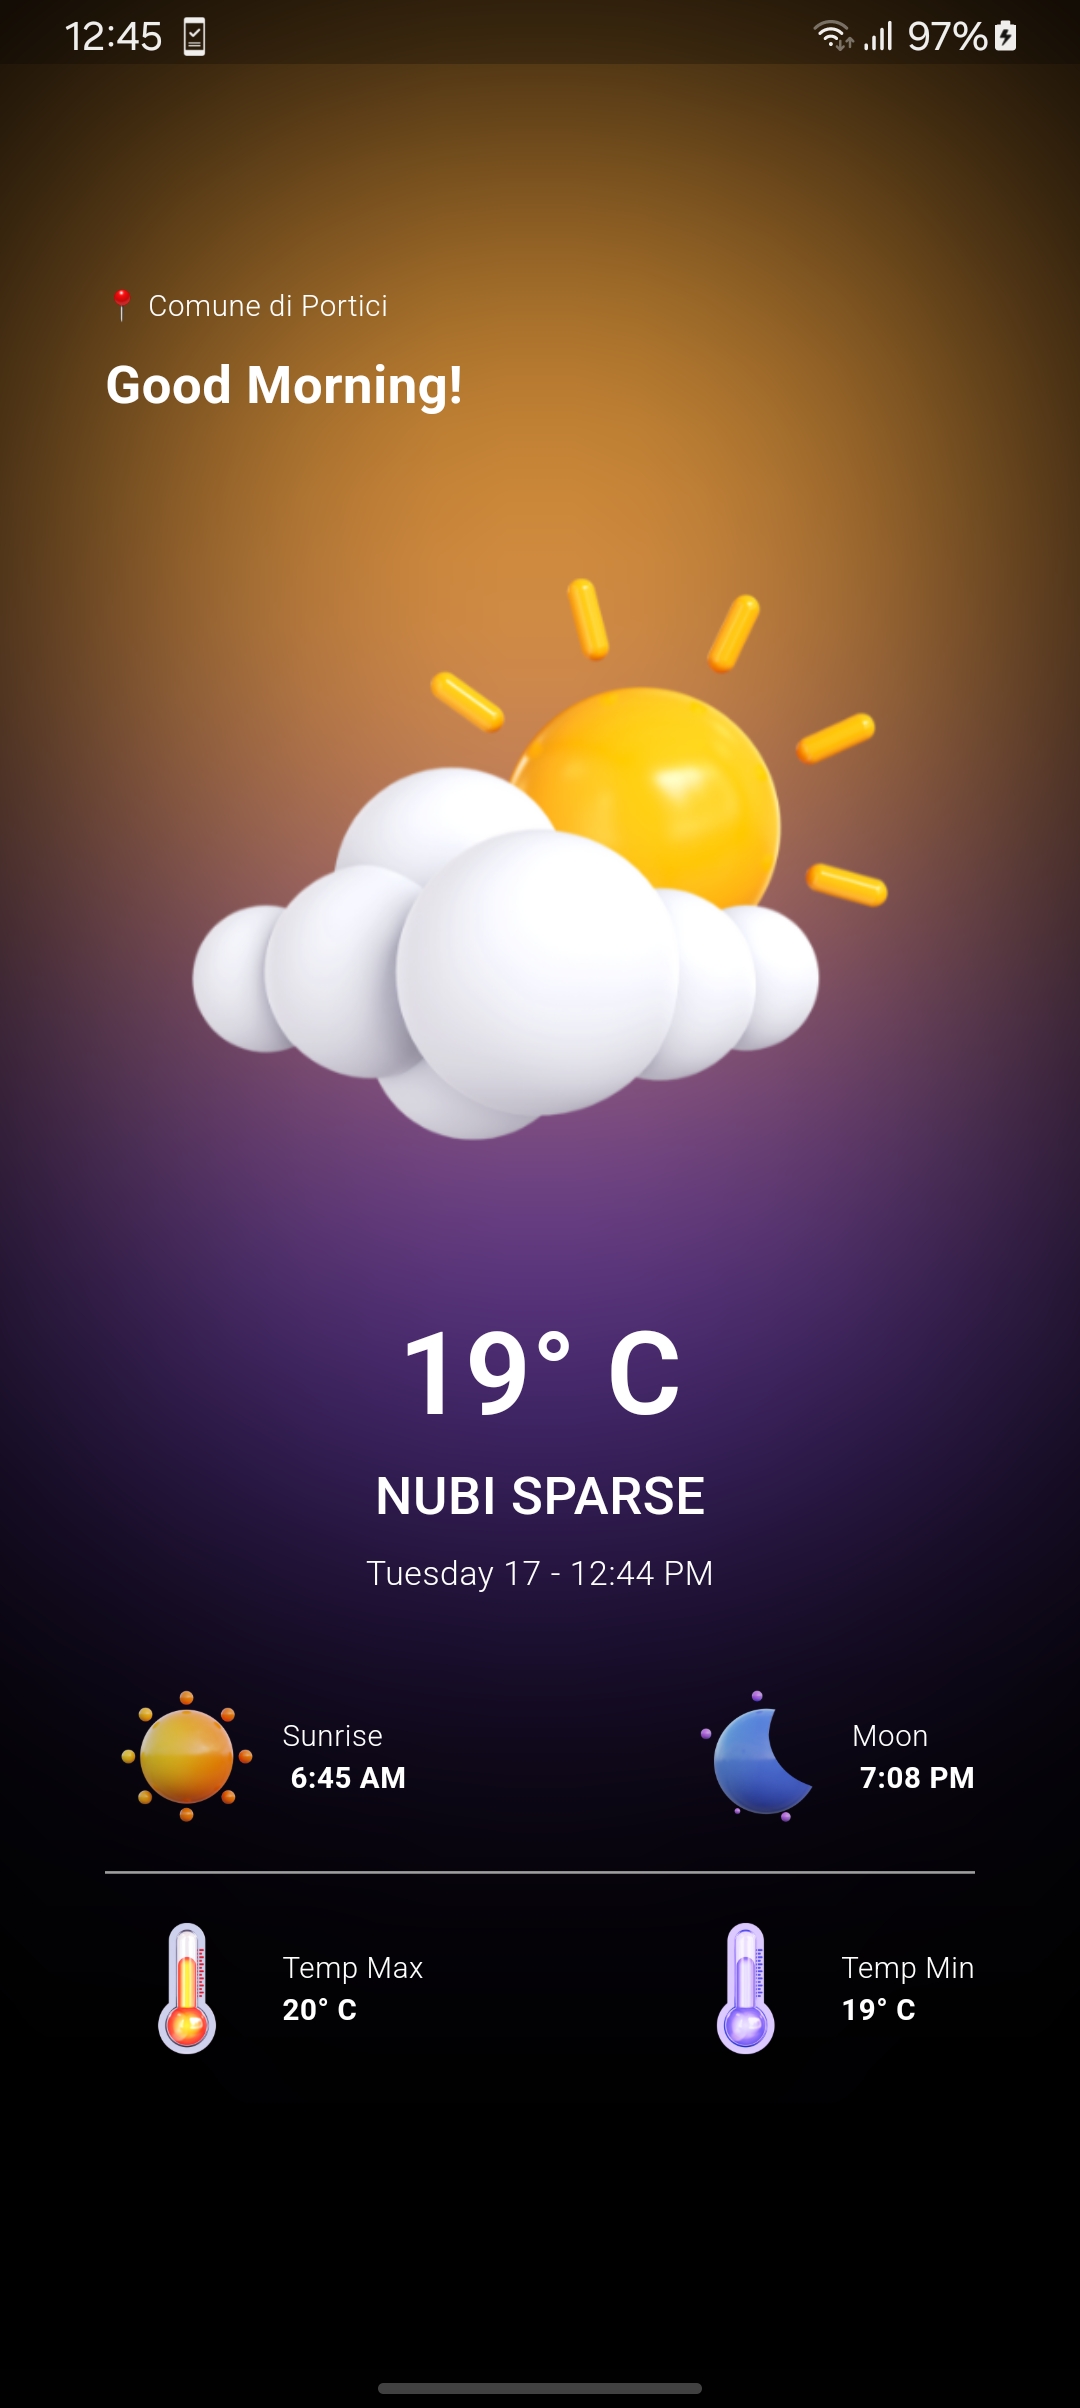 12:45 97%
Comune di Portici
Good Morning!
19° C
NUBI SPARSE
Tuesday 17 - 12:44 PM
Sunrise
6:45 AM
Moon
7:08 PM
Temp Max
20° C
Temp Min
19° C